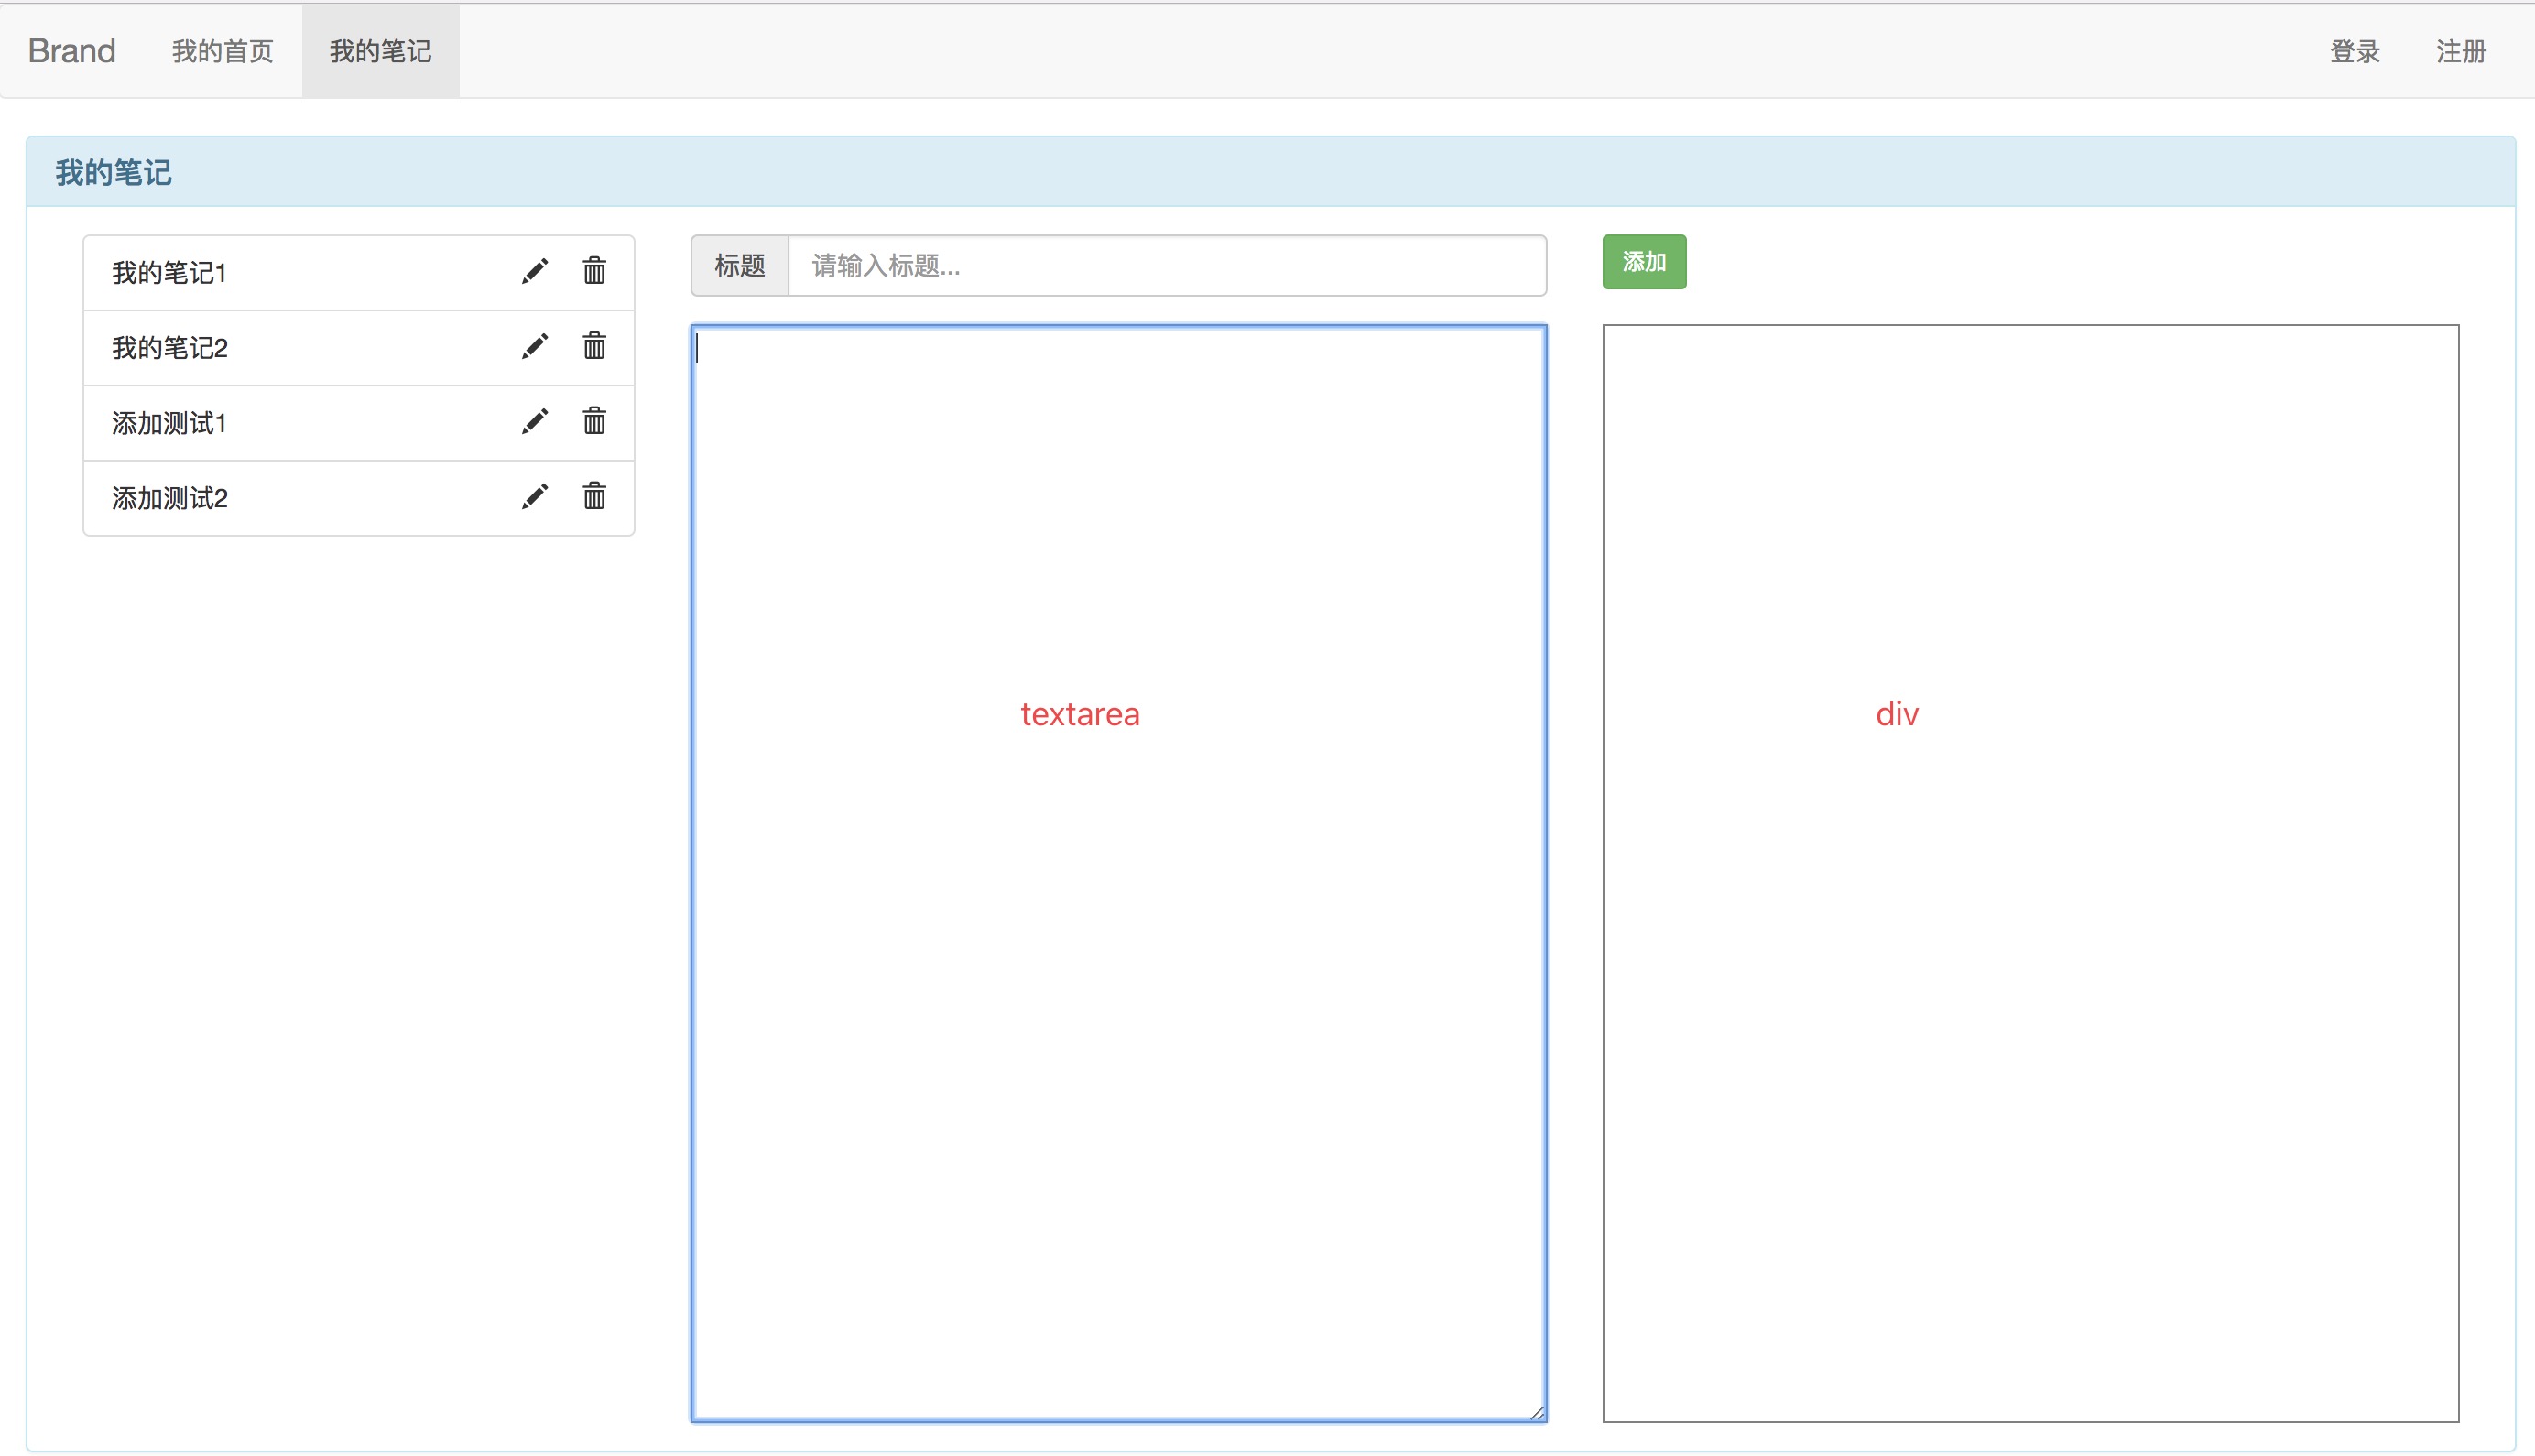 Brand 我的首页 我的笔记 登录 注册
我的笔记
我的笔记1
我的笔记2
添加测试1
添加测试2
标题 请输入标题...
添加
textarea
div